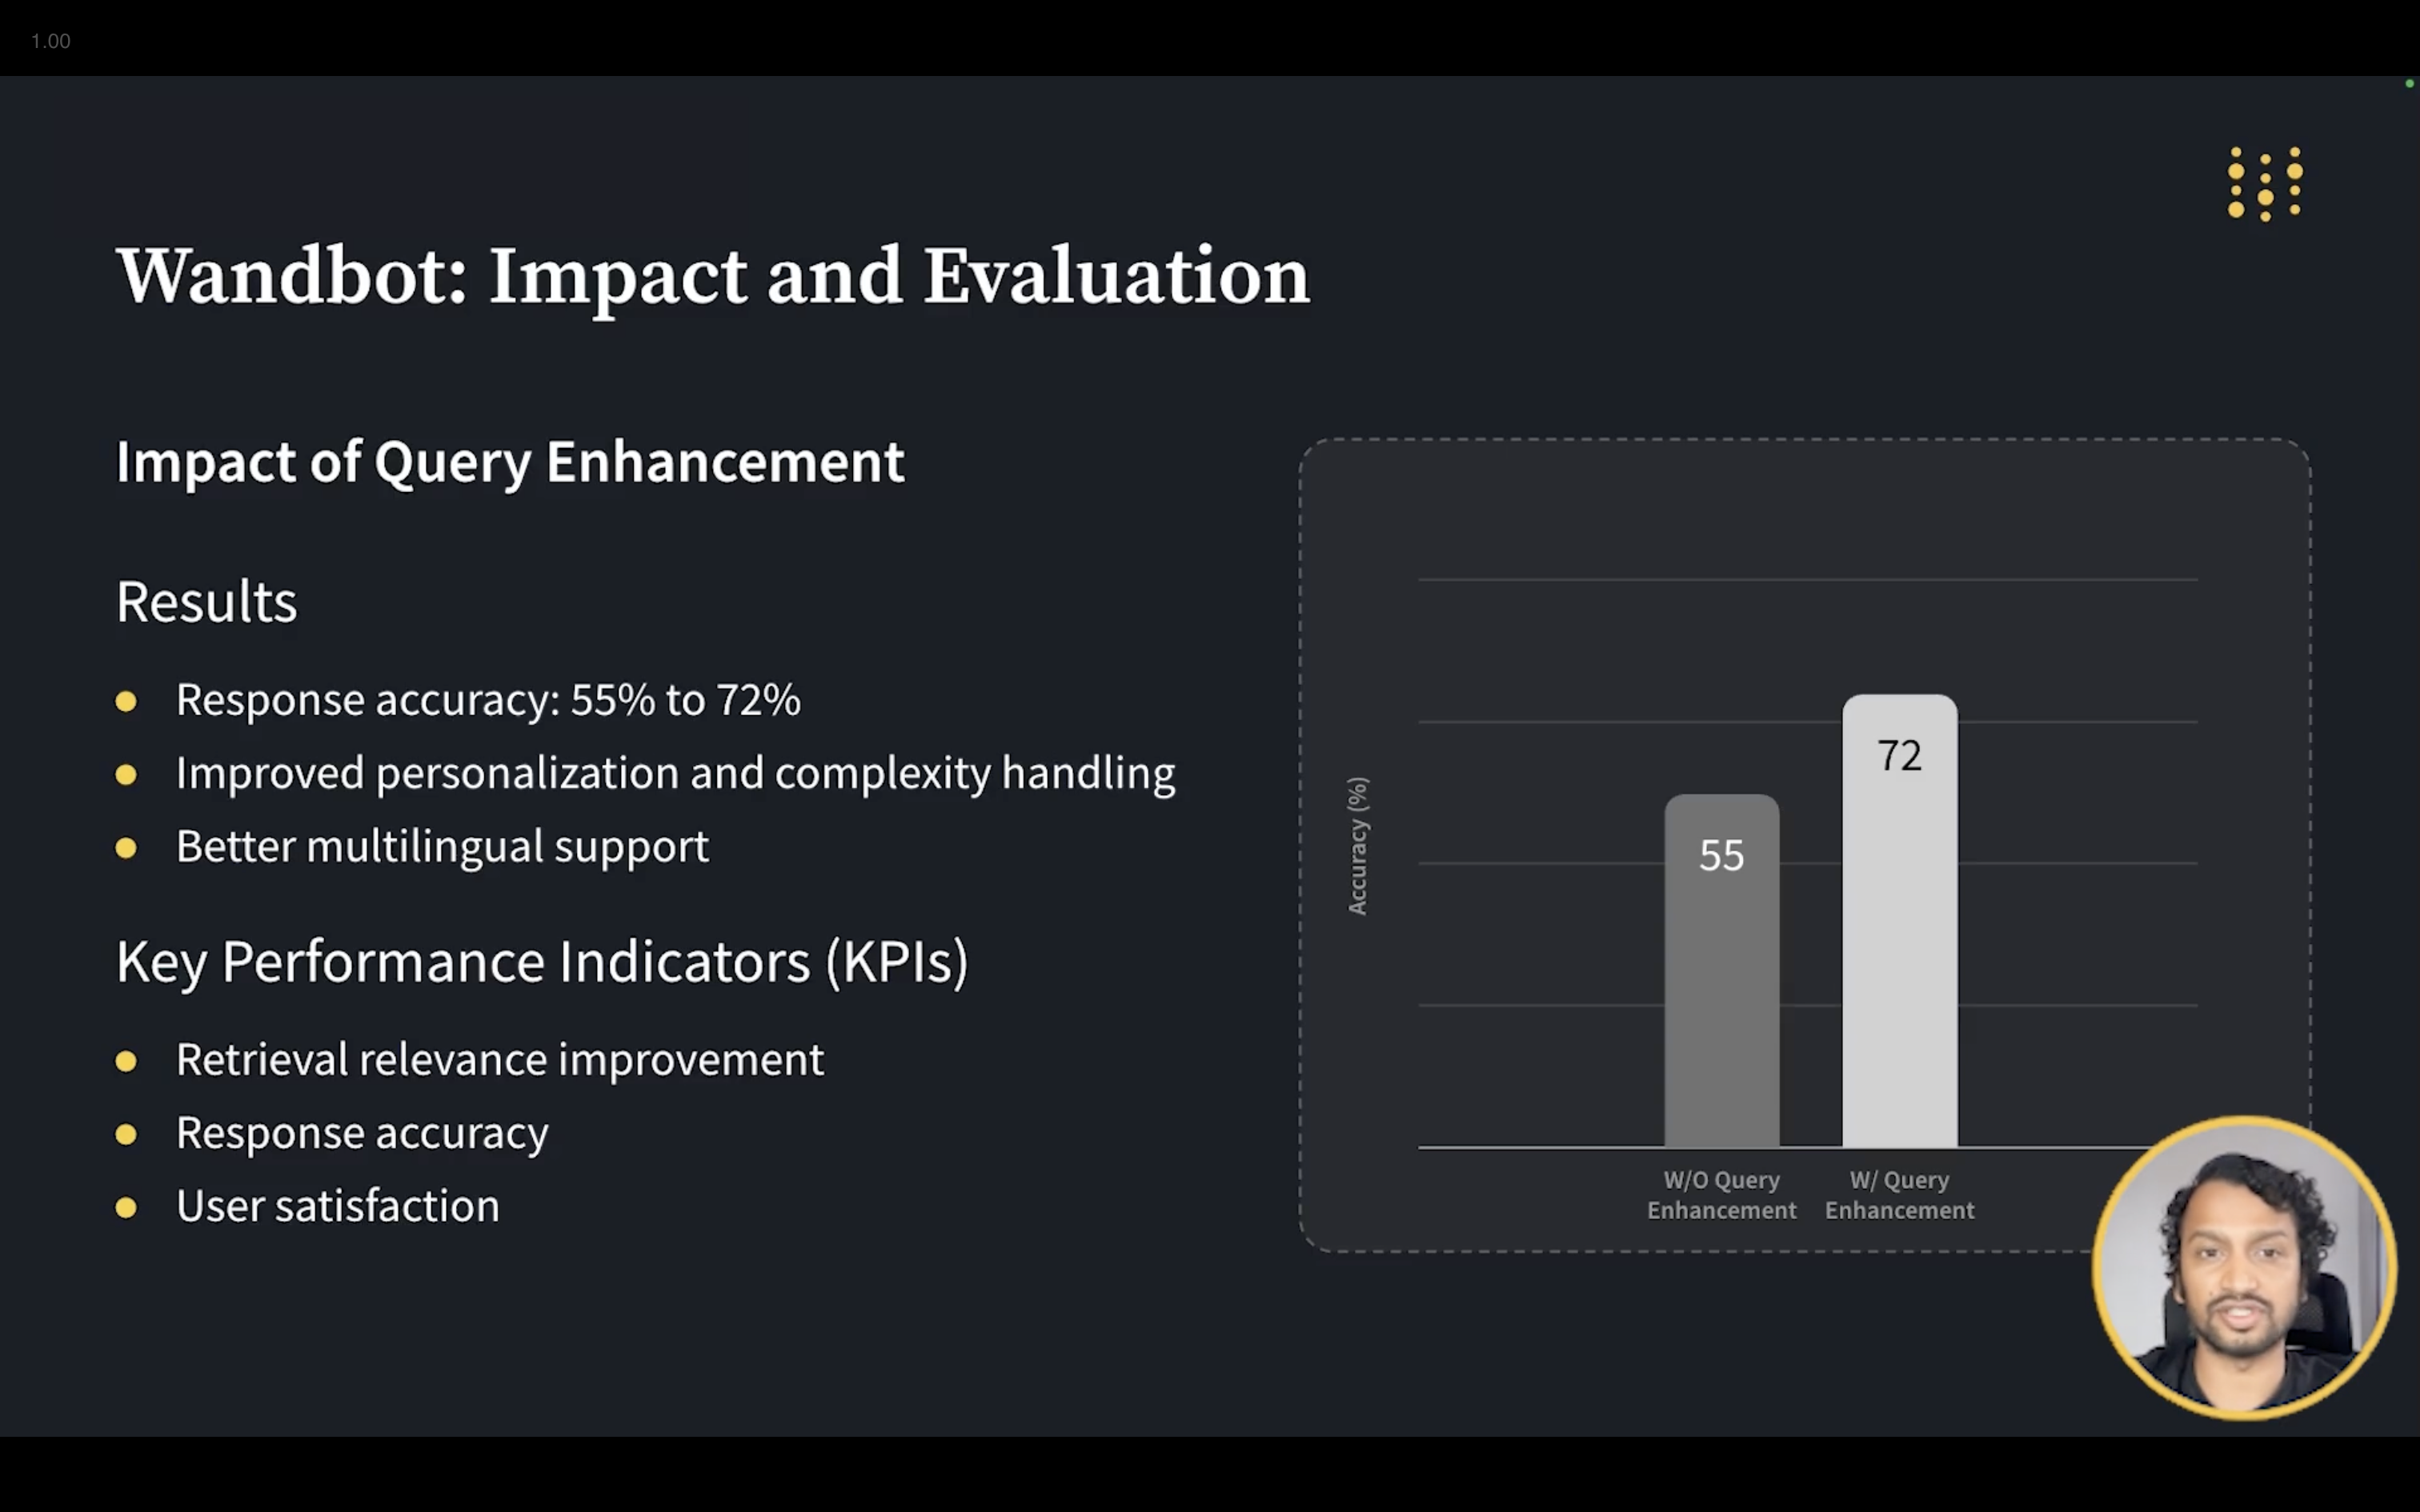 1.00
Wandbot: Impact and Evaluation
Impact of Query Enhancement
Results
Response accuracy: 55% to 72%
Improved personalization and complexity handling
Better multilingual support
Key Performance Indicators (KPIs)
Retrieval relevance improvement
Response accuracy
User satisfaction
Accuracy (%)
55
72
W/O Query
Enhancement
W/ Query
Enhancement